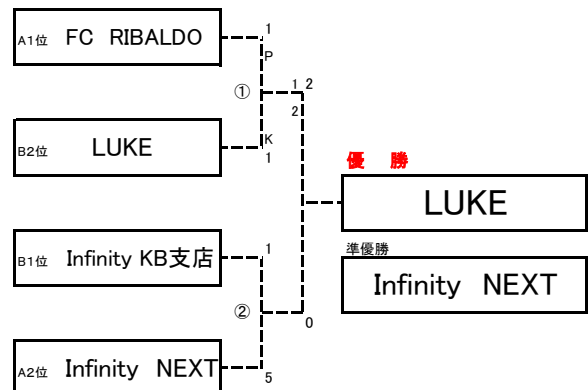 A1位 FC RIBALDO
1
P
① 1 2
2
K
B2位 LUKE
1
優 勝
LUKE
B1位 Infinity KB支店
1
準優勝
Infinity NEXT
②
0
A2位 Infinity NEXT
5